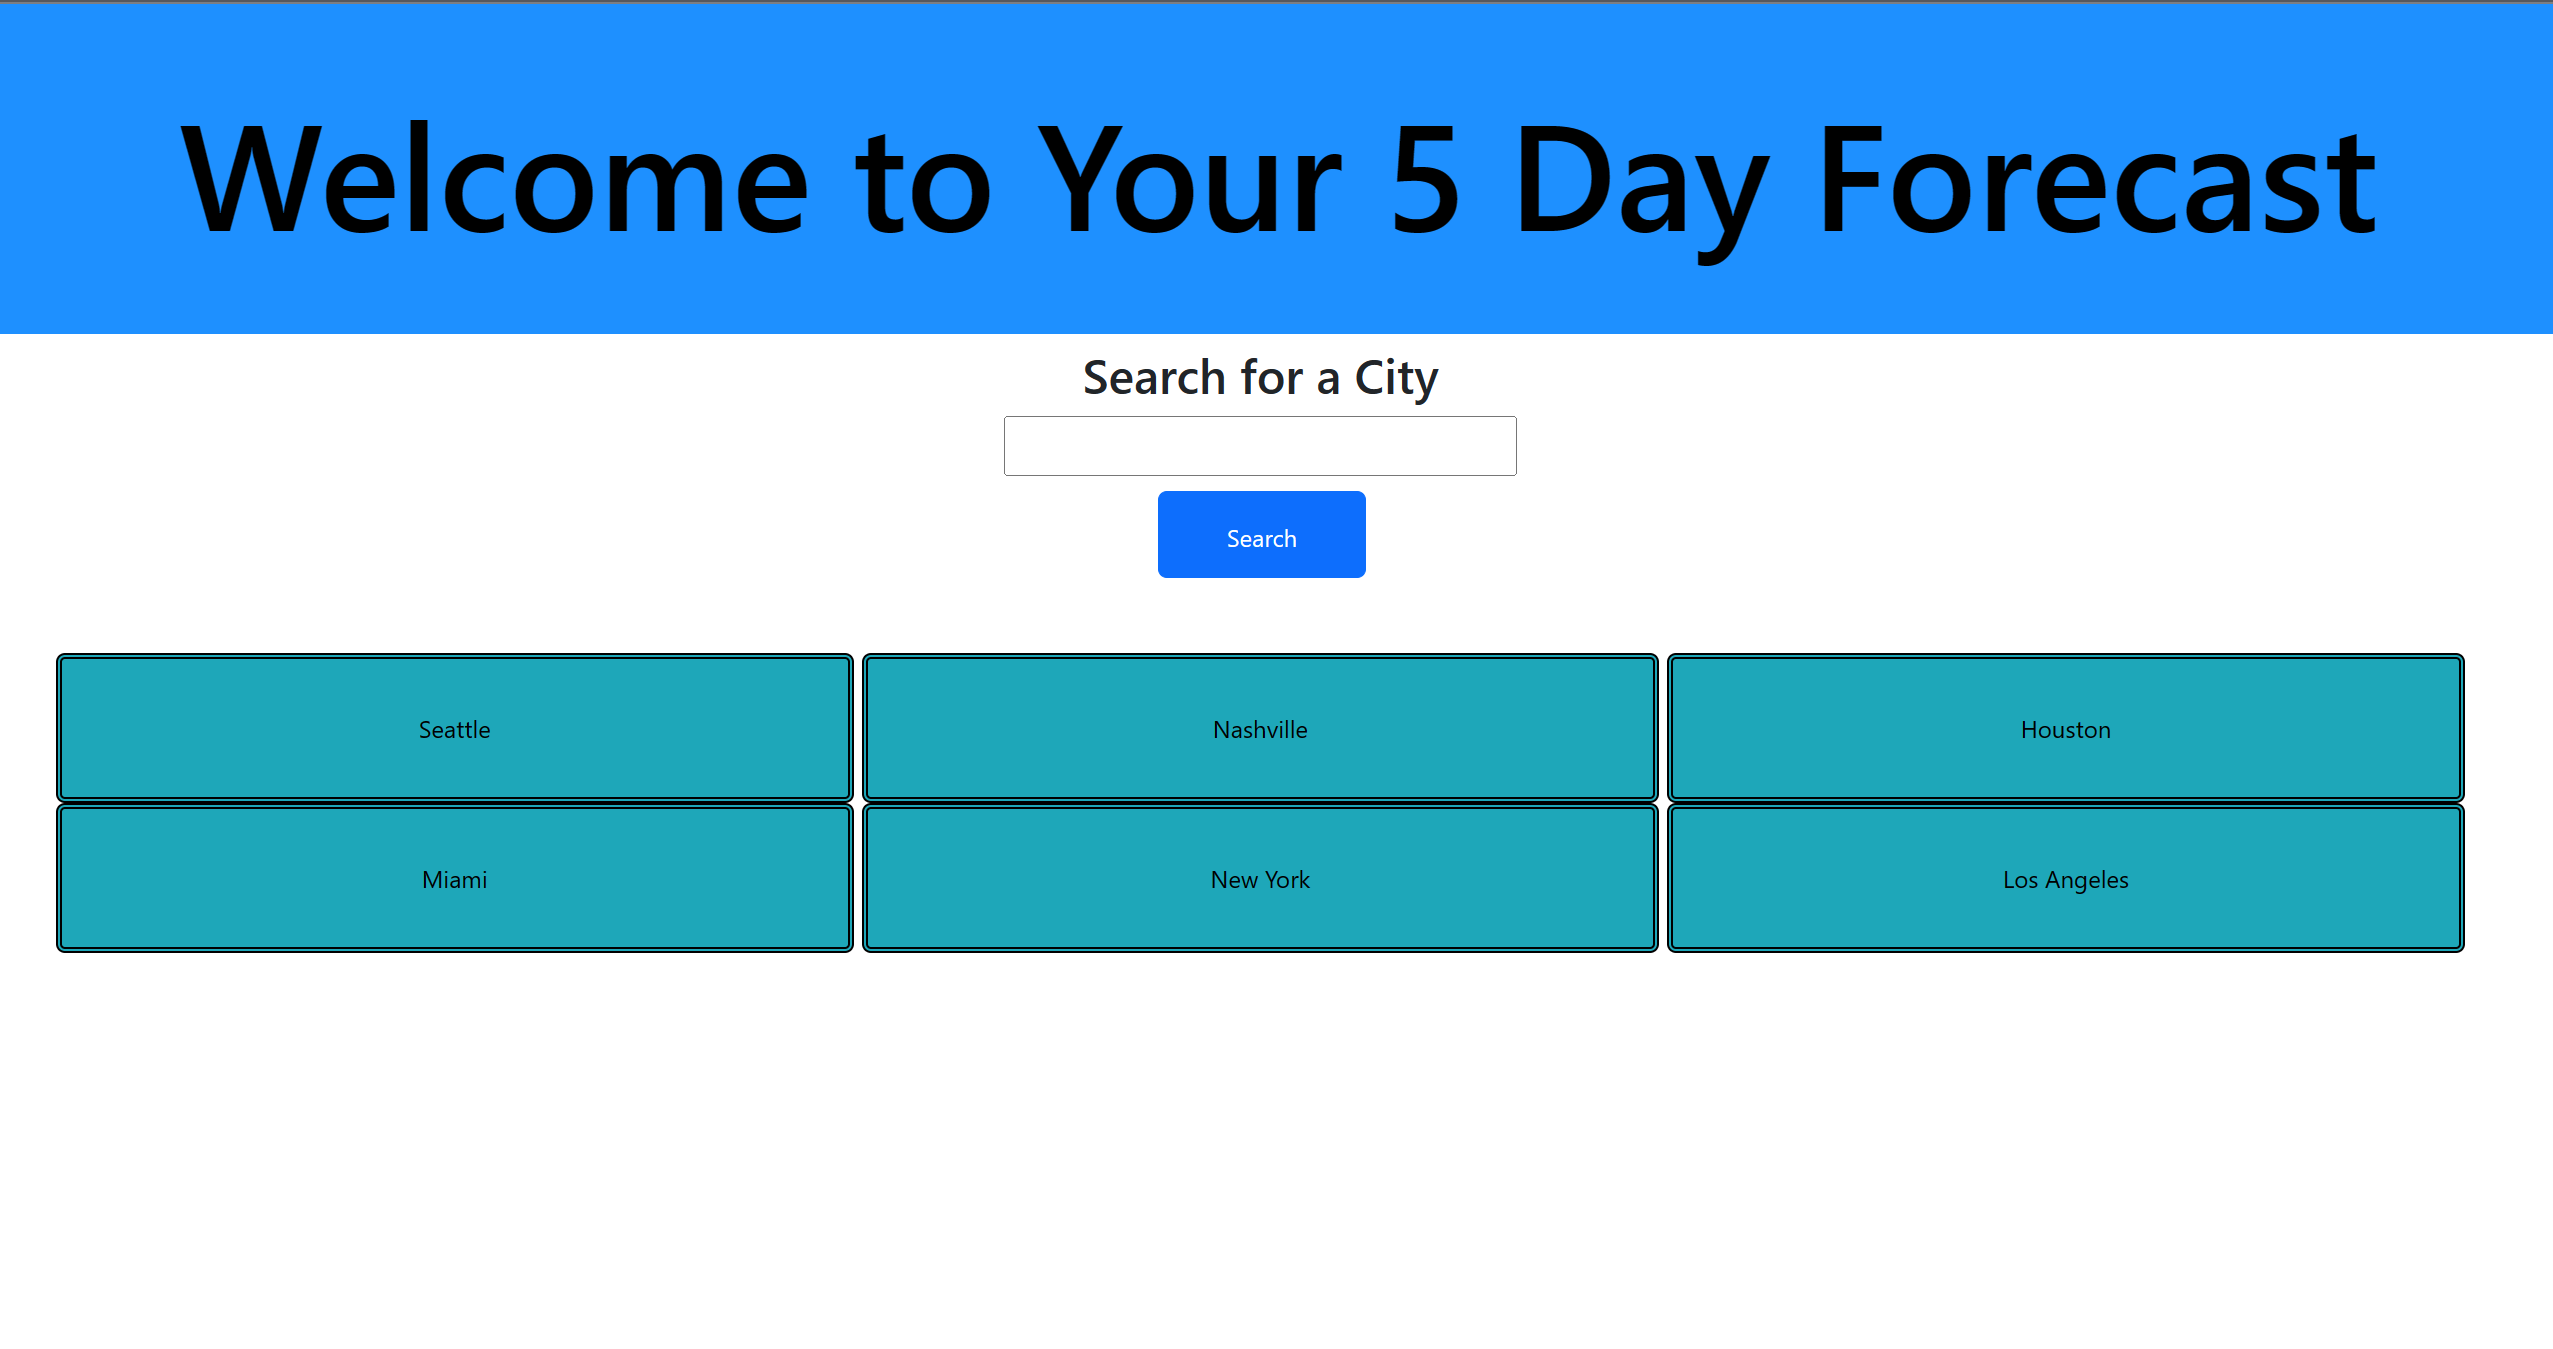 Welcome to Your 5 Day Forecast
Search for a City
Search
Seattle
Nashville
Houston
Miami
New York
Los Angeles